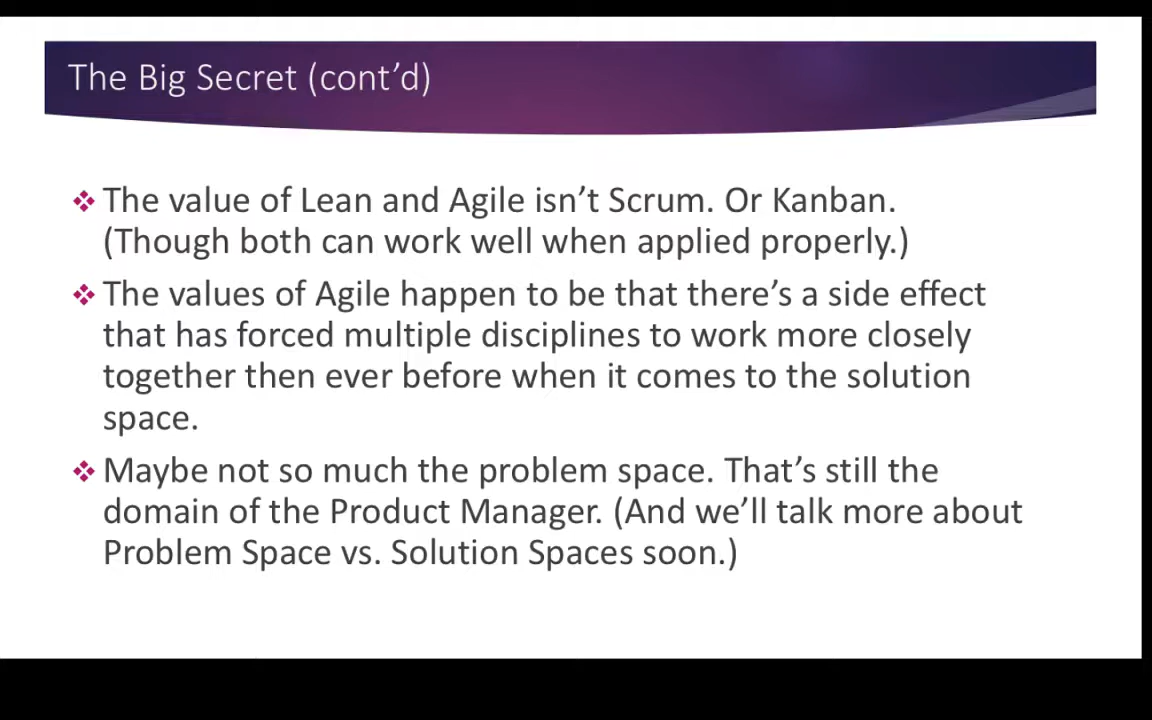 The Big Secret (cont’d)
The value of Lean and Agile isn’t Scrum. Or Kanban.
(Though both can work well when applied properly.)
The values of Agile happen to be that there’s a side effect
that has forced multiple disciplines to work more closely
together then ever before when it comes to the solution
space.
Maybe not so much the problem space. That’s still the
domain of the Product Manager. (And we’ll talk more about
Problem Space vs. Solution Spaces soon.)